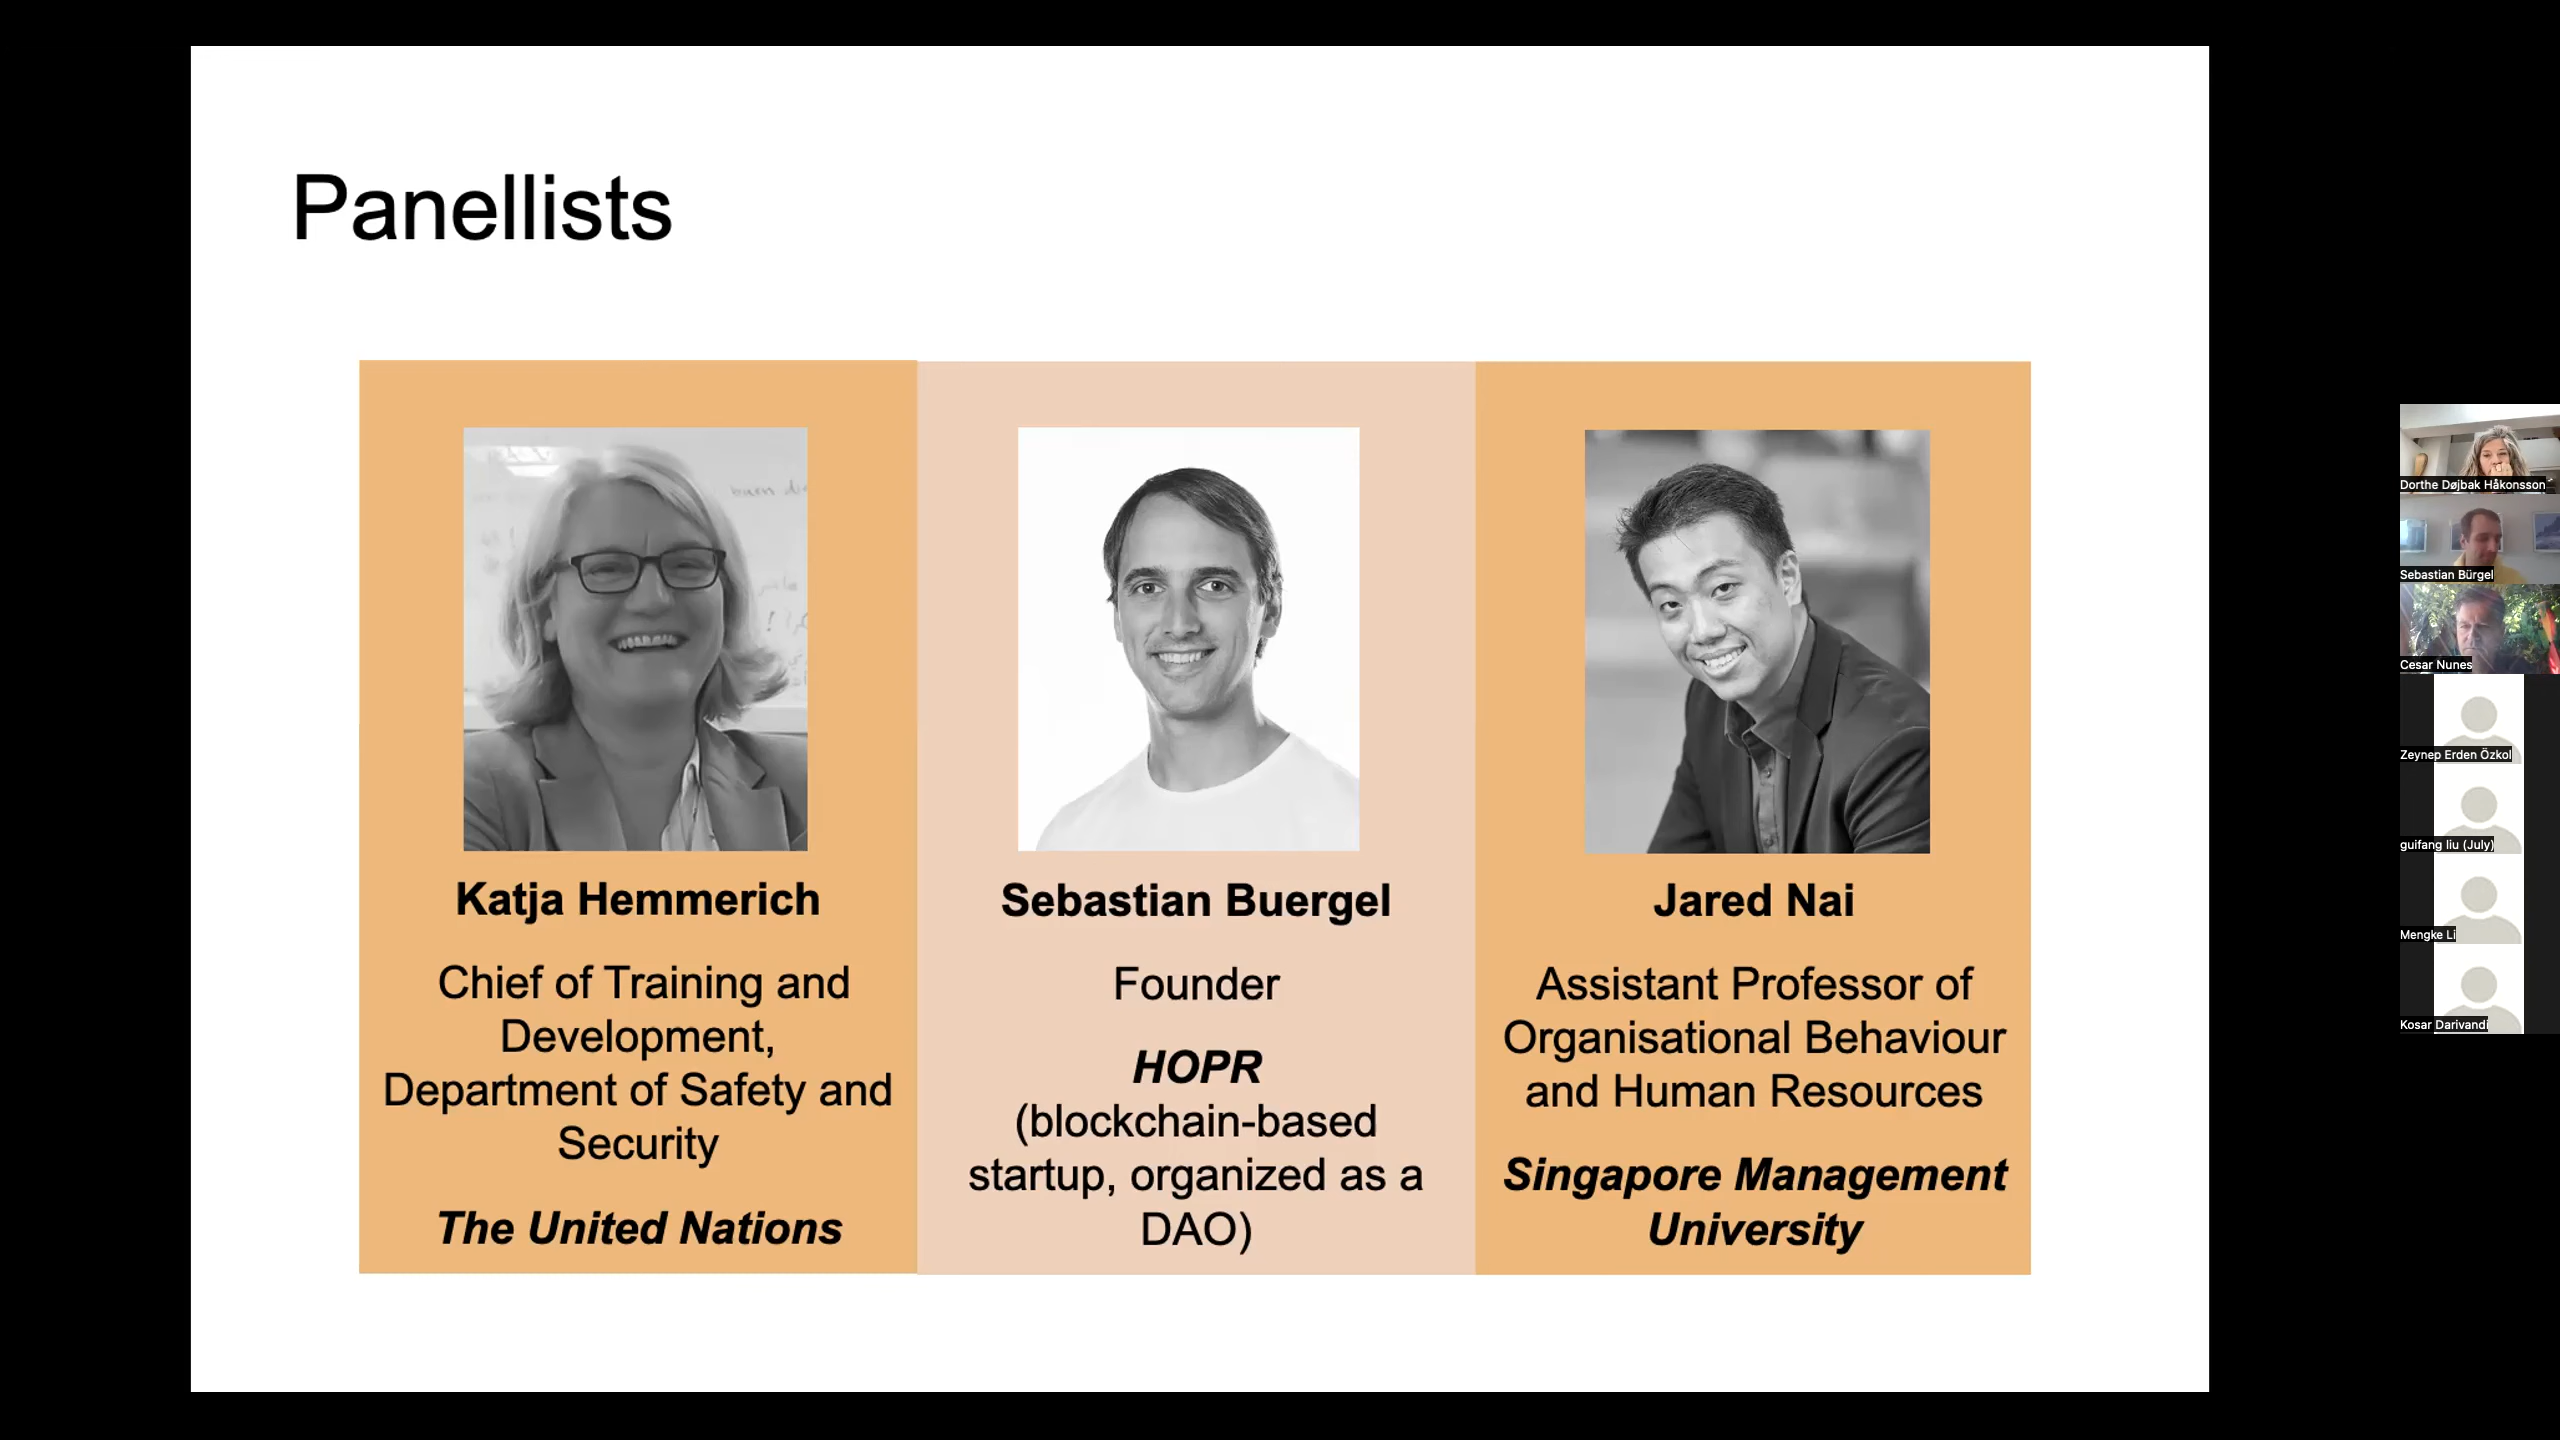 Panellists
Katja Hemmerich
Chief of Training and
Development,
Department of Safety and
Security
The United Nations
Sebastian Buergel
Founder
HOPR
(blockchain-based
startup, organized as a
DAO)
Jared Nai
Assistant Professor of
Organisational Behaviour
and Human Resources
Singapore Management
University
Dorthe Døjbak Håkonsson
Sebastian Bürgel
Cesar Nunes
Zeynep Erden Özkol
guifang liu (July)
Mengke Li
Kosar Darivandi